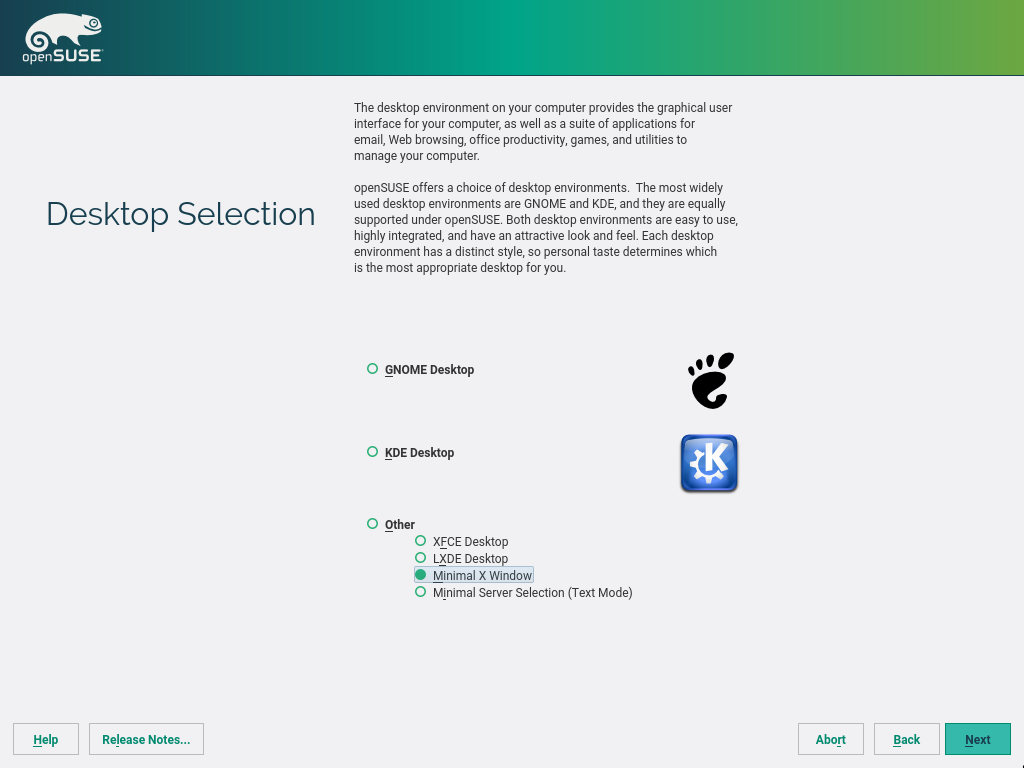 openSUSE
The desktop environment on your computer provides the graphical user
interface for your computer, as well as a suite of applications for
email, Web browsing, office productivity, games, and utilities to
manage your computer.
openSUSE offers a choice of desktop environments.  The most widely
used desktop environments are GNOME and KDE, and they are equally
supported under openSUSE. Both desktop environments are easy to use,
highly integrated, and have an attractive look and feel. Each desktop
environment has a distinct style, so personal taste determines which
is the most appropriate desktop for you.
Desktop Selection
GNOME Desktop
KDE Desktop
Other
XFCE Desktop
LXDE Desktop
Minimal X Window
Minimal Server Selection (Text Mode)
Help
Release Notes...
Abort
Back
Next